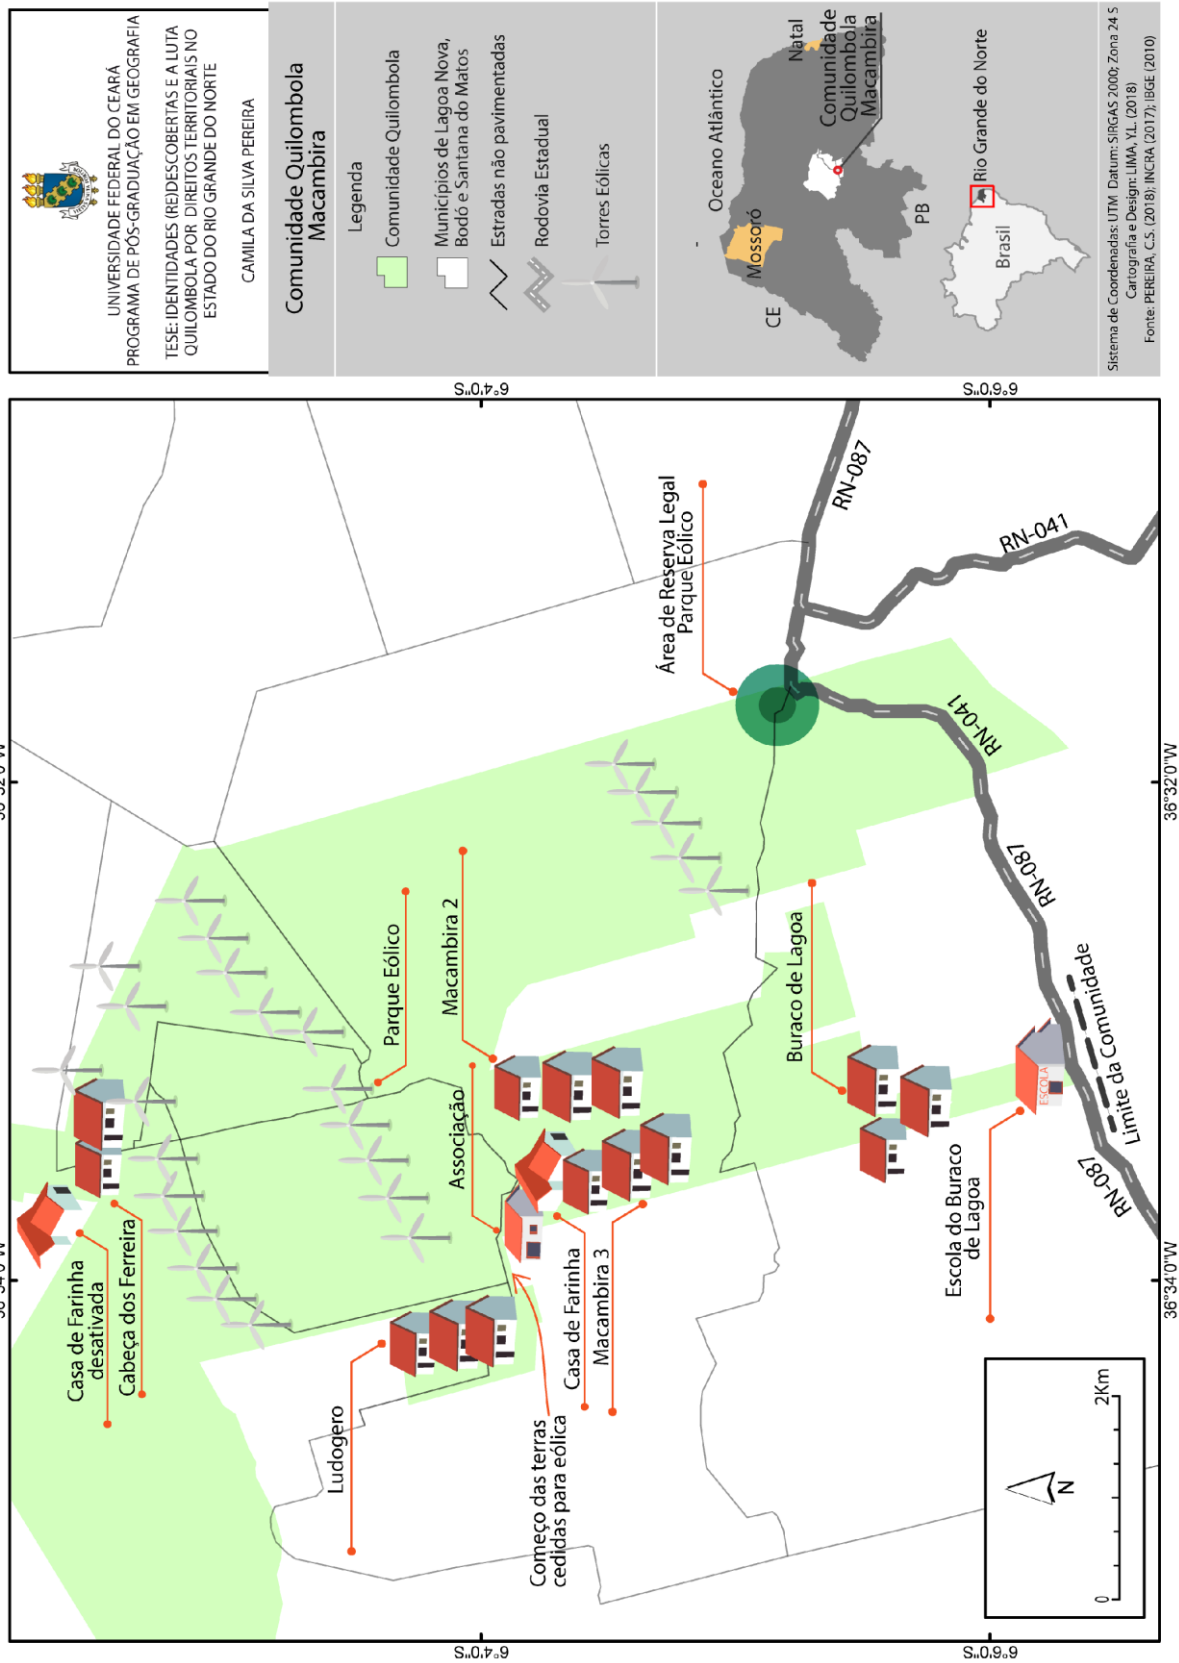 UNIVERSIDADE FEDERAL DO CEARÁ
PROGRAMA DE PÓS-GRADUAÇÃO EM GEOGRAFIA
TESE: IDENTIDADES (RE)DESCOBERTAS E A LUTA
QUILOMBOLA POR DIREITOS TERRITORIAIS NO
ESTADO DO RIO GRANDE DO NORTE
CAMILA DA SILVA PEREIRA
Comunidade Quilombola
Macambira
Legenda
Comunidade Quilombola
Municípios de Lagoa Nova,
Bodó e Santana do Matos
Estradas não pavimentadas
Rodovia Estadual
Torres Eólicas
Oceano Atlântico
Natal
Mossoró
Comunidade
Quilombola
Macambira
CE
PB
Rio Grande do Norte
Brasil
Sistema de Coordenadas: UTM Datum: SIRGAS 2000; Zona 24 S
Cartografia e Design: LIMA, Y.L. (2018)
Fonte: PEREIRA, C.S. (2018); INCRA (2017); IBGE (2010)
6°4'0"S
6°6'0"S
36°32'0"W
36°34'0"W
6°4'0"S
6°6'0"S
Casa de Farinha
desativada
Cabeça dos Ferreira
Ludogero
Parque Eólico
Macambira 2
Associação
Começo das terras
cedidas para eólica
Casa de Farinha
Macambira 3
Área de Reserva Legal
Parque Eólico
Buraco de Lagoa
Escola do Buraco
de Lagoa
ESCOLA
Limite da Comunidade
RN-087
RN-041
RN-041
RN-087
RN-087
N
0
2Km